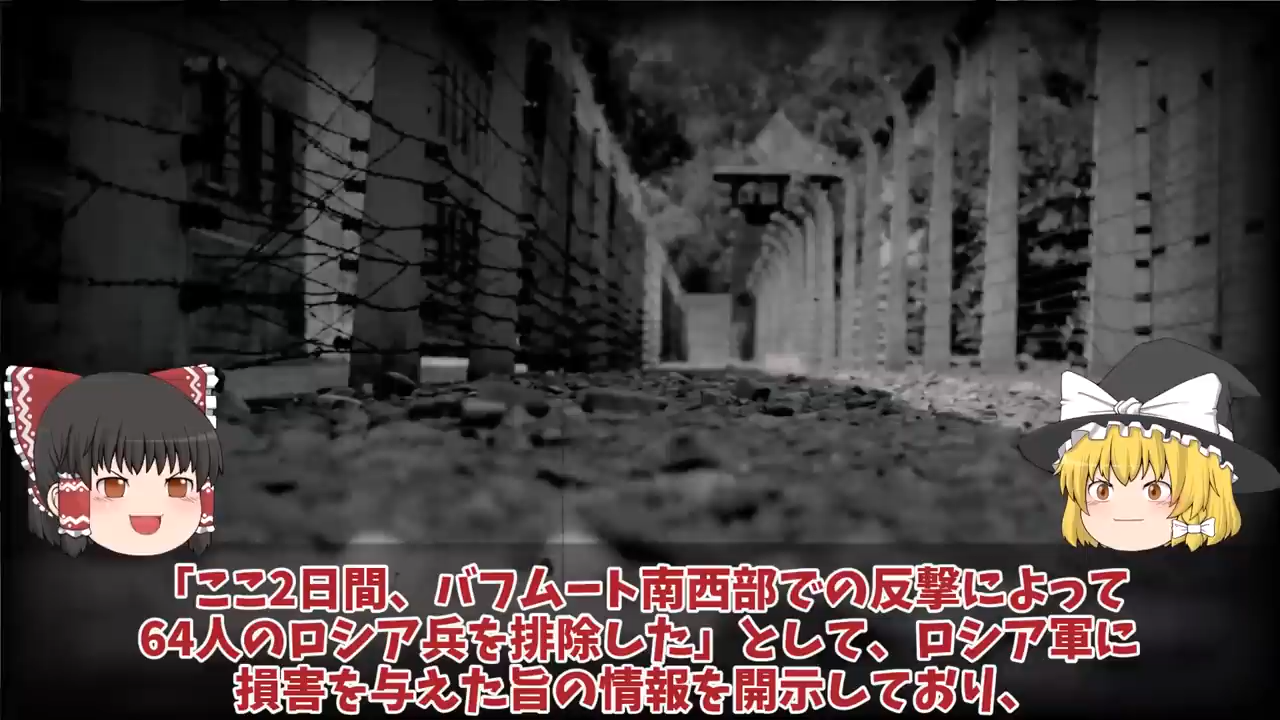 「ここ2日間、バフムート南西部での反撃によって
64人のロシア兵を排除した」として、ロシア軍に
損害を与えた旨の情報を開示しており、